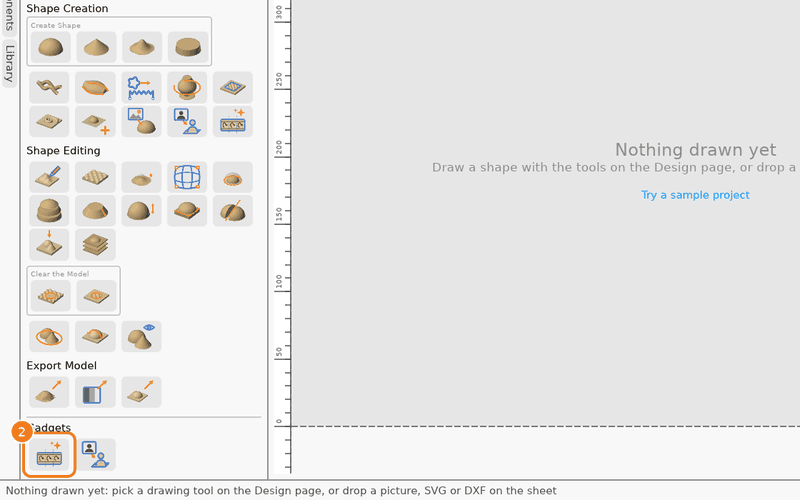 Shape Creation
Create Shape
Library
Shape Editing
Clear the Model
Export Model
2
300
250
200
150
100
50
0
Nothing drawn yet
Draw a shape with the tools on the Design page, or drop a
Try a sample project
Nothing drawn yet: pick a drawing tool on the Design page, or drop a picture, SVG or DXF on the sheet